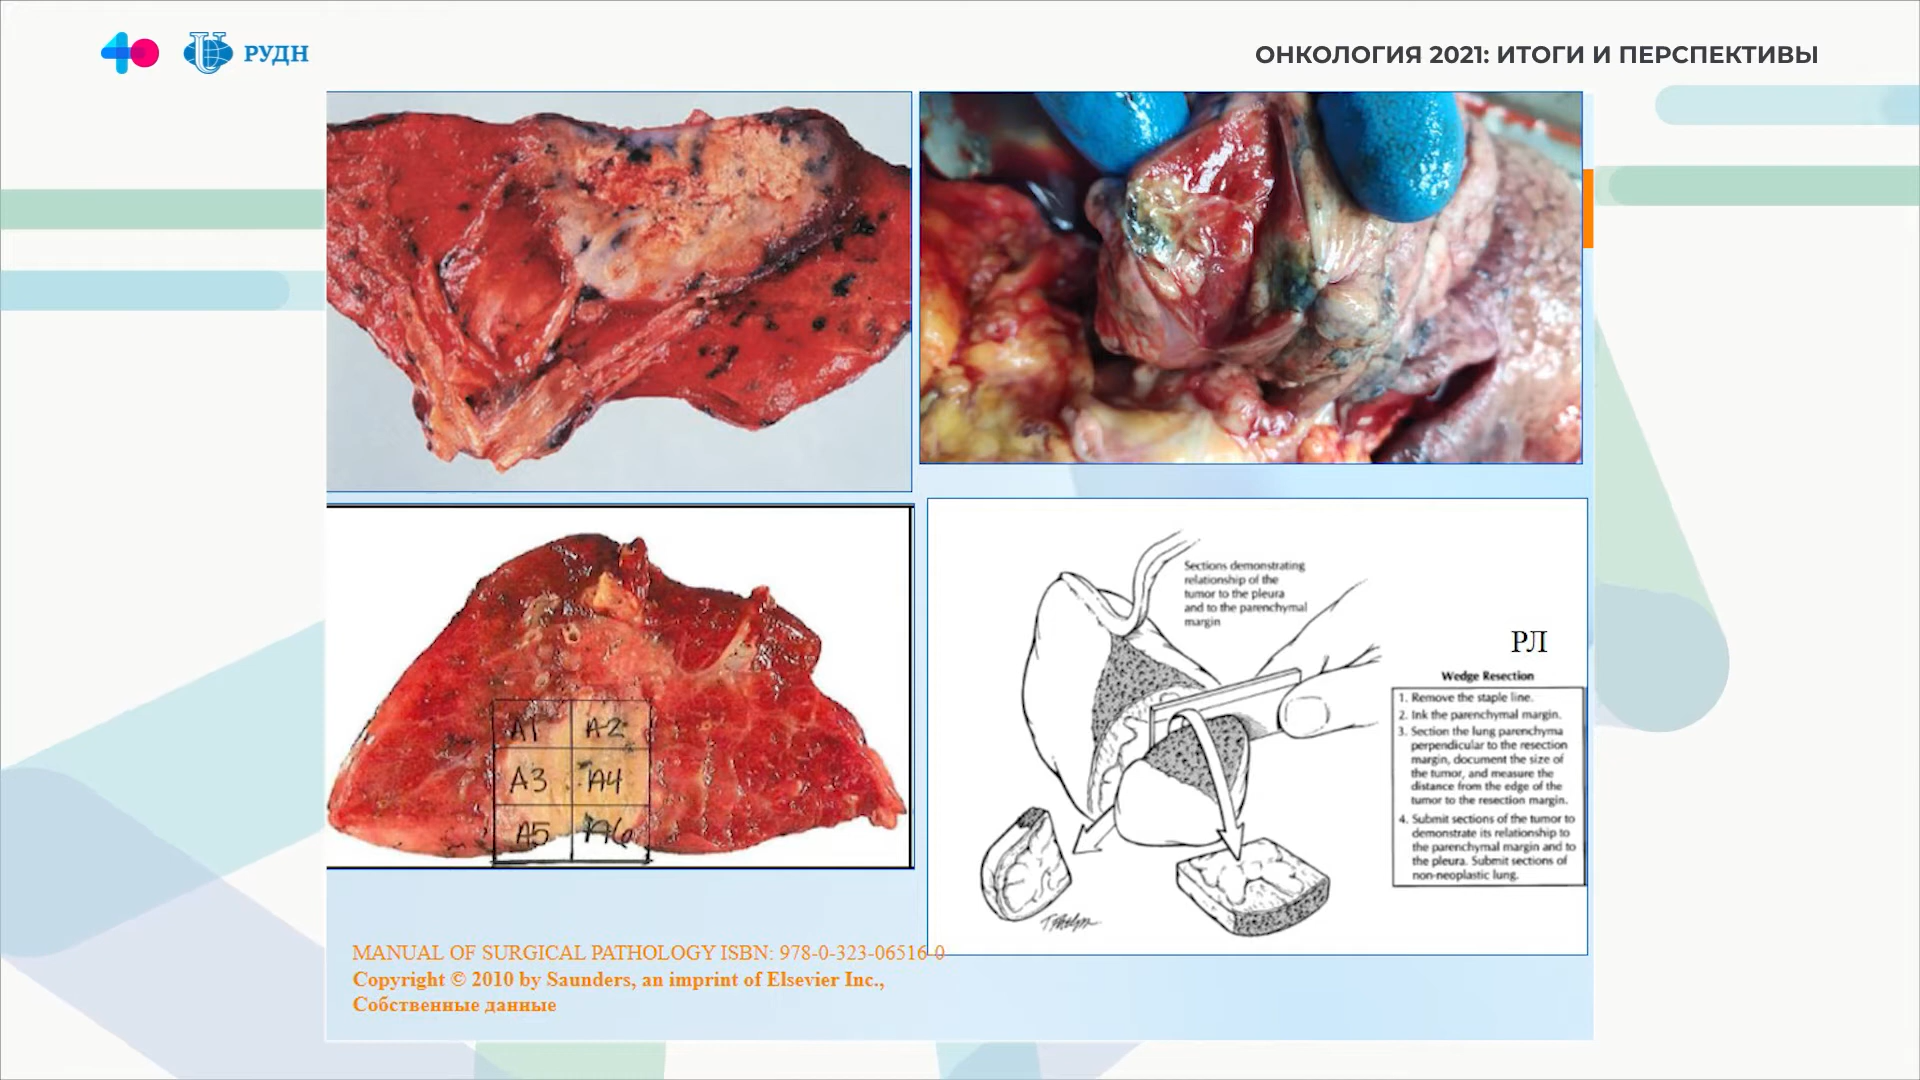 40 РУДН
ОНКОЛОГИЯ 2021: ИТОГИ И ПЕРСПЕКТИВЫ
A1 A2
A3 A4
A5 A6
Sections demonstrating
relationship of the
tumor to the pleura
and to the parenchymal
margin
РЛ
Wedge Resection
1. Remove the staple line.
2. Ink the parenchymal margin.
3. Section the lung parenchyma
perpendicular to the resection
margin, document the size of
the tumor, and measure the
distance from the edge of the
tumor to the resection margin.
4. Submit sections of the tumor to
demonstrate its relationship to
the parenchymal margin and to
the pleura. Submit sections of
non-neoplastic lung.
MANUAL OF SURGICAL PATHOLOGY ISBN: 978-0-323-06516-0
Copyright © 2010 by Saunders, an imprint of Elsevier Inc.,
Собственные данные